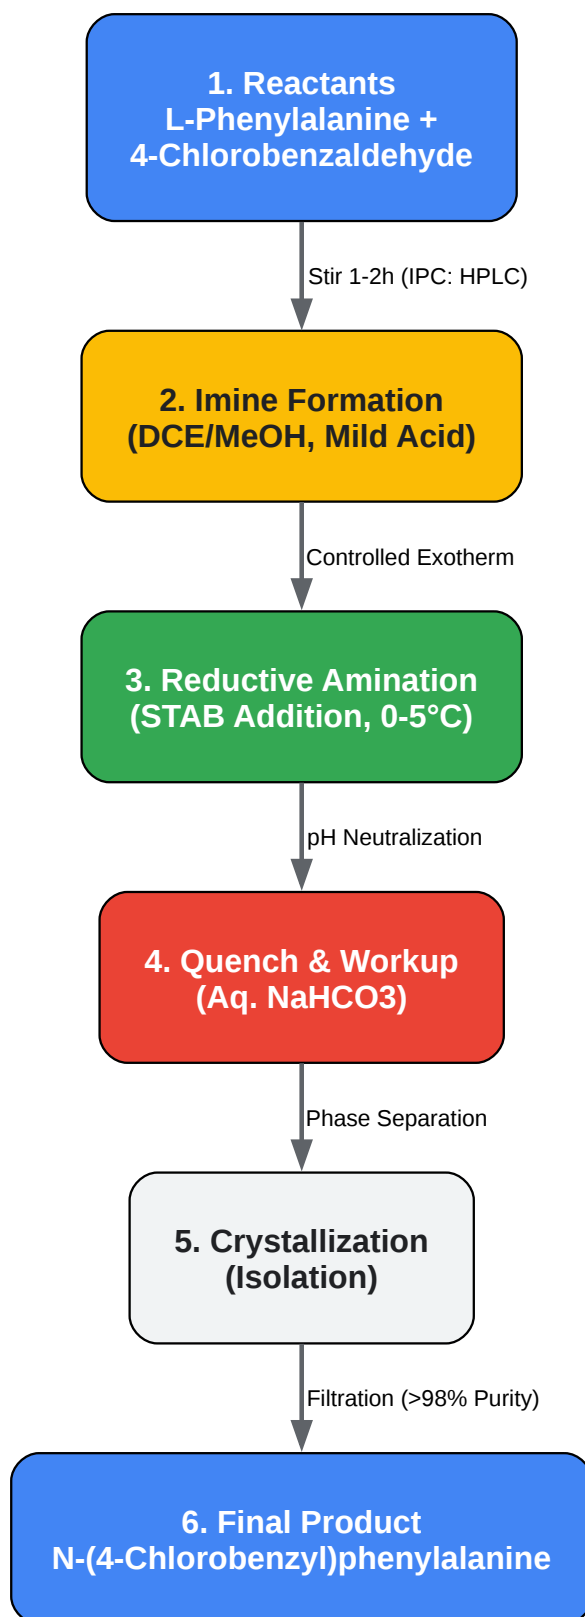 1. Reactants
L-Phenylalanine +
4-Chlorobenzaldehyde
Stir 1-2h (IPC: HPLC)
2. Imine Formation
(DCE/MeOH, Mild Acid)
Controlled Exotherm
3. Reductive Amination
(STAB Addition, 0-5°C)
pH Neutralization
4. Quench & Workup
(Aq. NaHCO3)
Phase Separation
5. Crystallization
(Isolation)
Filtration (>98% Purity)
6. Final Product
N-(4-Chlorobenzyl)phenylalanine